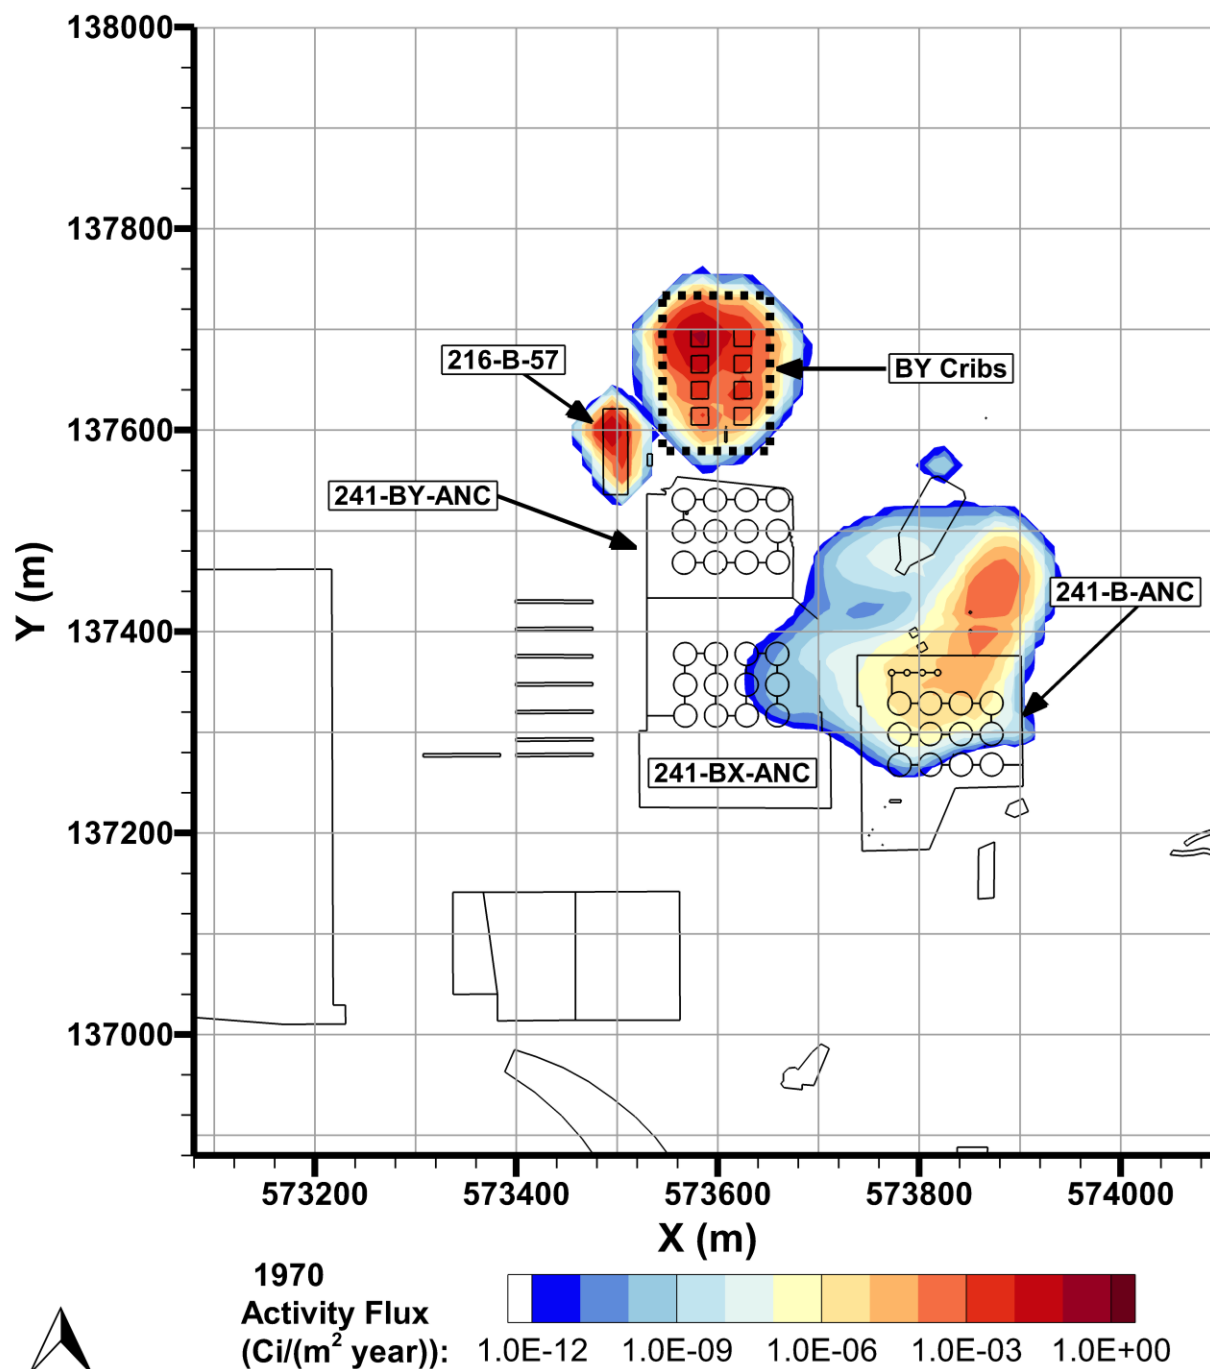 138000
137800
216-B-57
BY Cribs
137600
241-BY-ANC
Y (m)
241-B-ANC
137400
241-BX-ANC
137200
137000
573200 573400 573600 573800 574000
X (m)
1970
Activity Flux
(Ci/(m² year)):
1.0E-12 1.0E-09 1.0E-06 1.0E-03 1.0E+00